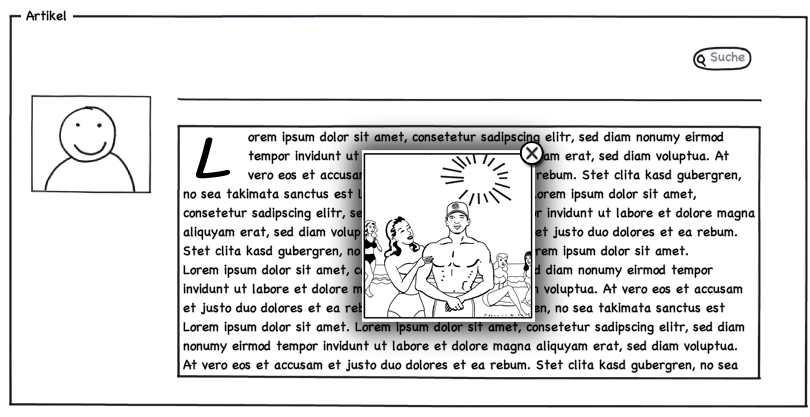 Artikel
Suche
Lorem ipsum dolor sit amet, consetetur sadipscing elitr, sed diam nonumy eirmod
tempor invidunt ut am erat, sed diam voluptua. At
vero eos et accusam rebum. Stet clita kasd gubergren,
no sea takimata sanctus est Lorem ipsum dolor sit amet,
consetetur sadipscing elitr, se invidunt ut labore et dolore magna
aliquyam erat, sed diam volup et justo duo dolores et ea rebum.
Stet clita kasd gubergren, no rem ipsum dolor sit amet.
Lorem ipsum dolor sit amet, d diam nonumy eirmod tempor
invidunt ut labore et dolore m voluptua. At vero eos et accusam
et justo duo dolores et ea reb en, no sea takimata sanctus est
Lorem ipsum dolor sit amet. Lorem ipsum dolor sit amet, consetetur sadipscing elitr, sed diam
nonumy eirmod tempor invidunt ut labore et dolore magna aliquyam erat, sed diam voluptua.
At vero eos et accusam et justo duo dolores et ea rebum. Stet clita kasd gubergren, no sea